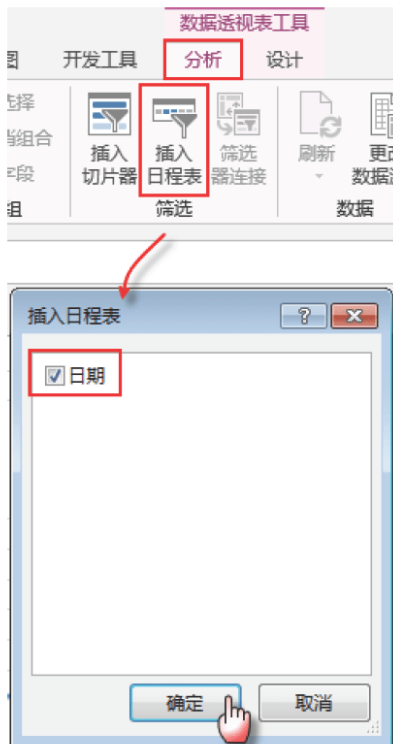 数据透视表工具
图 开发工具 分析 设计
选择
组合
字段
插入 插入 筛选 刷新 更改
切片器 日程表 器连接 数据
组 筛选 数据
插入日程表
日期
确定 取消